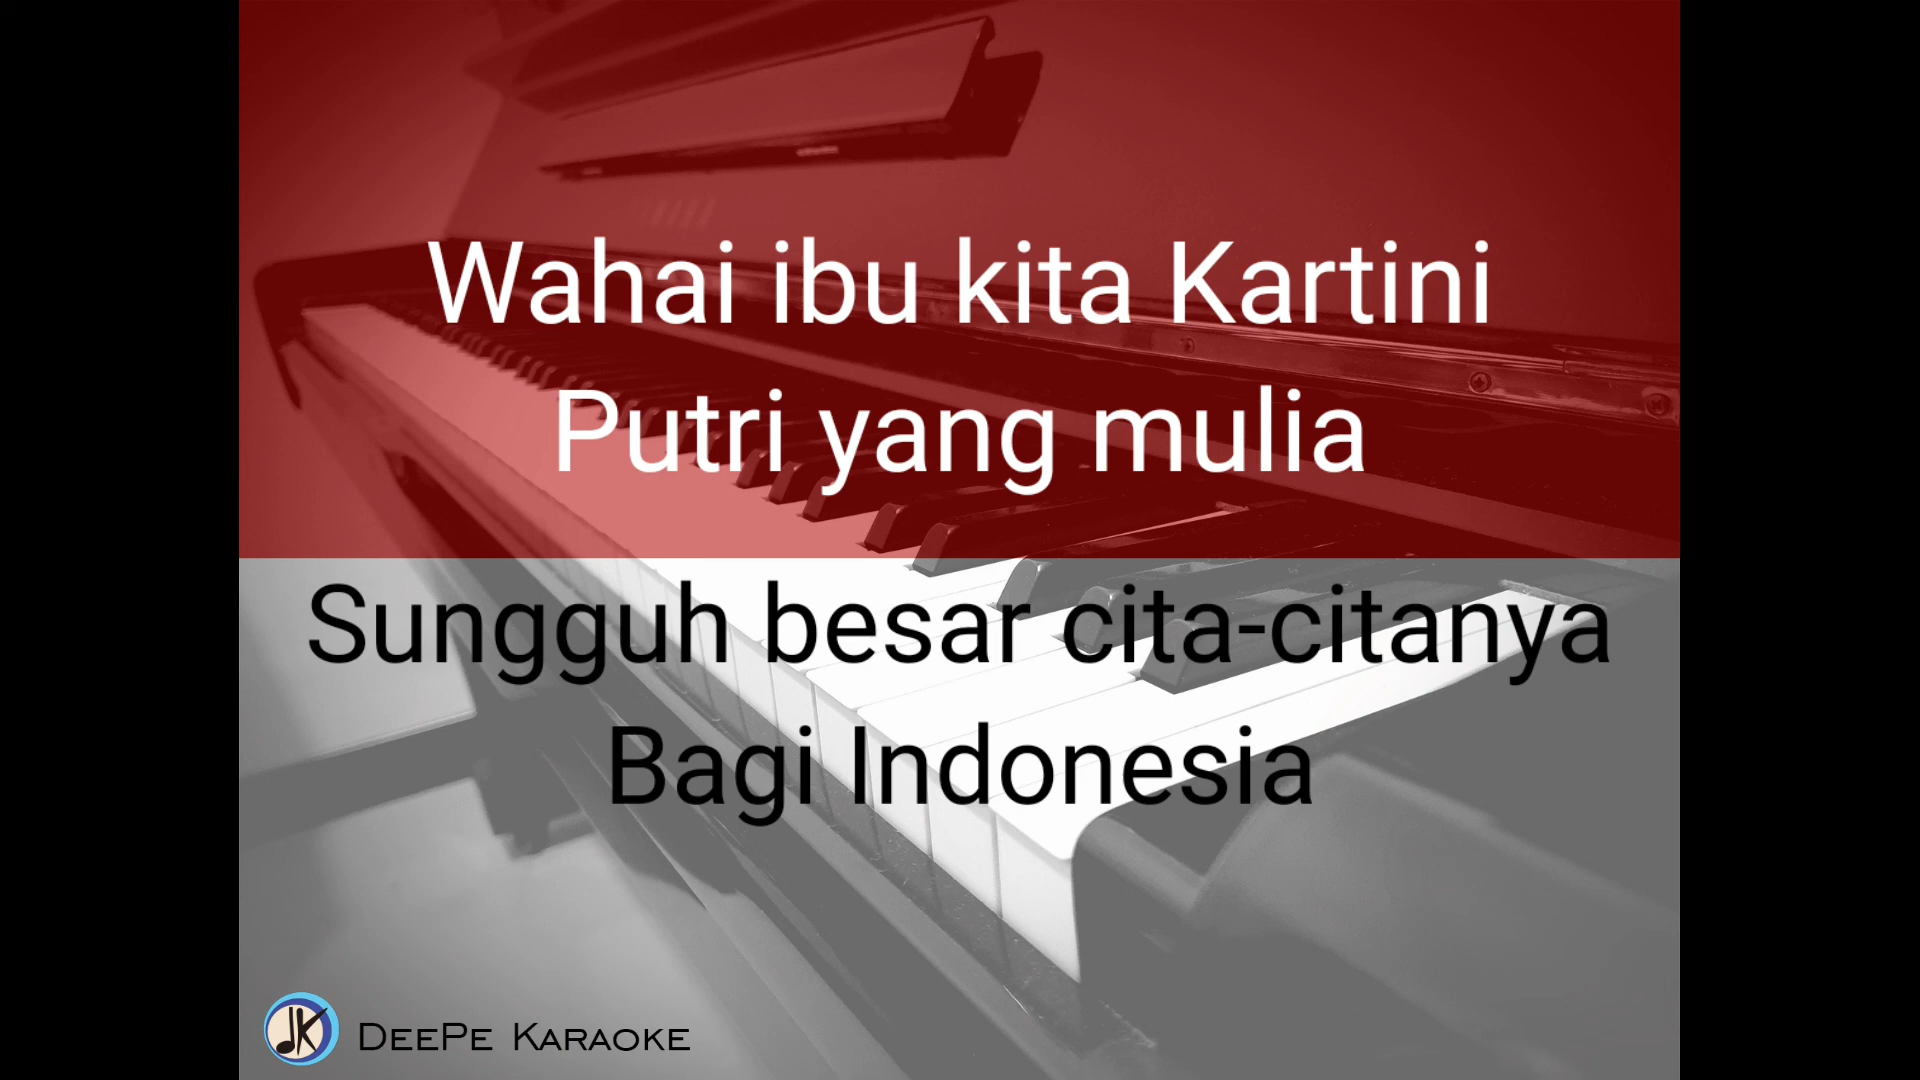 Wahai ibu kita Kartini
Putri yang mulia
Sungguh besar cita-citanya
Bagi Indonesia
DeePe Karaoke